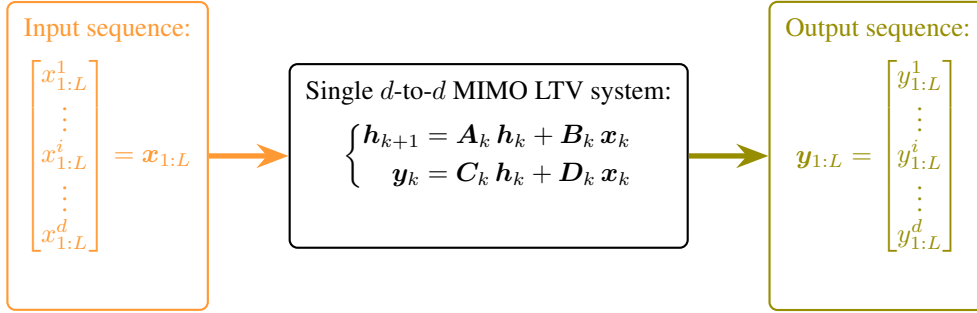 Input sequence:
[x^1_{1:L} ⋮ x^i_{1:L} ⋮ x^d_{1:L}] = x_{1:L}
Single d-to-d MIMO LTV system:
{ h_{k+1} = A_k h_k + B_k x_k
y_k = C_k h_k + D_k x_k
Output sequence:
y_{1:L} = [y^1_{1:L} ⋮ y^i_{1:L} ⋮ y^d_{1:L}]